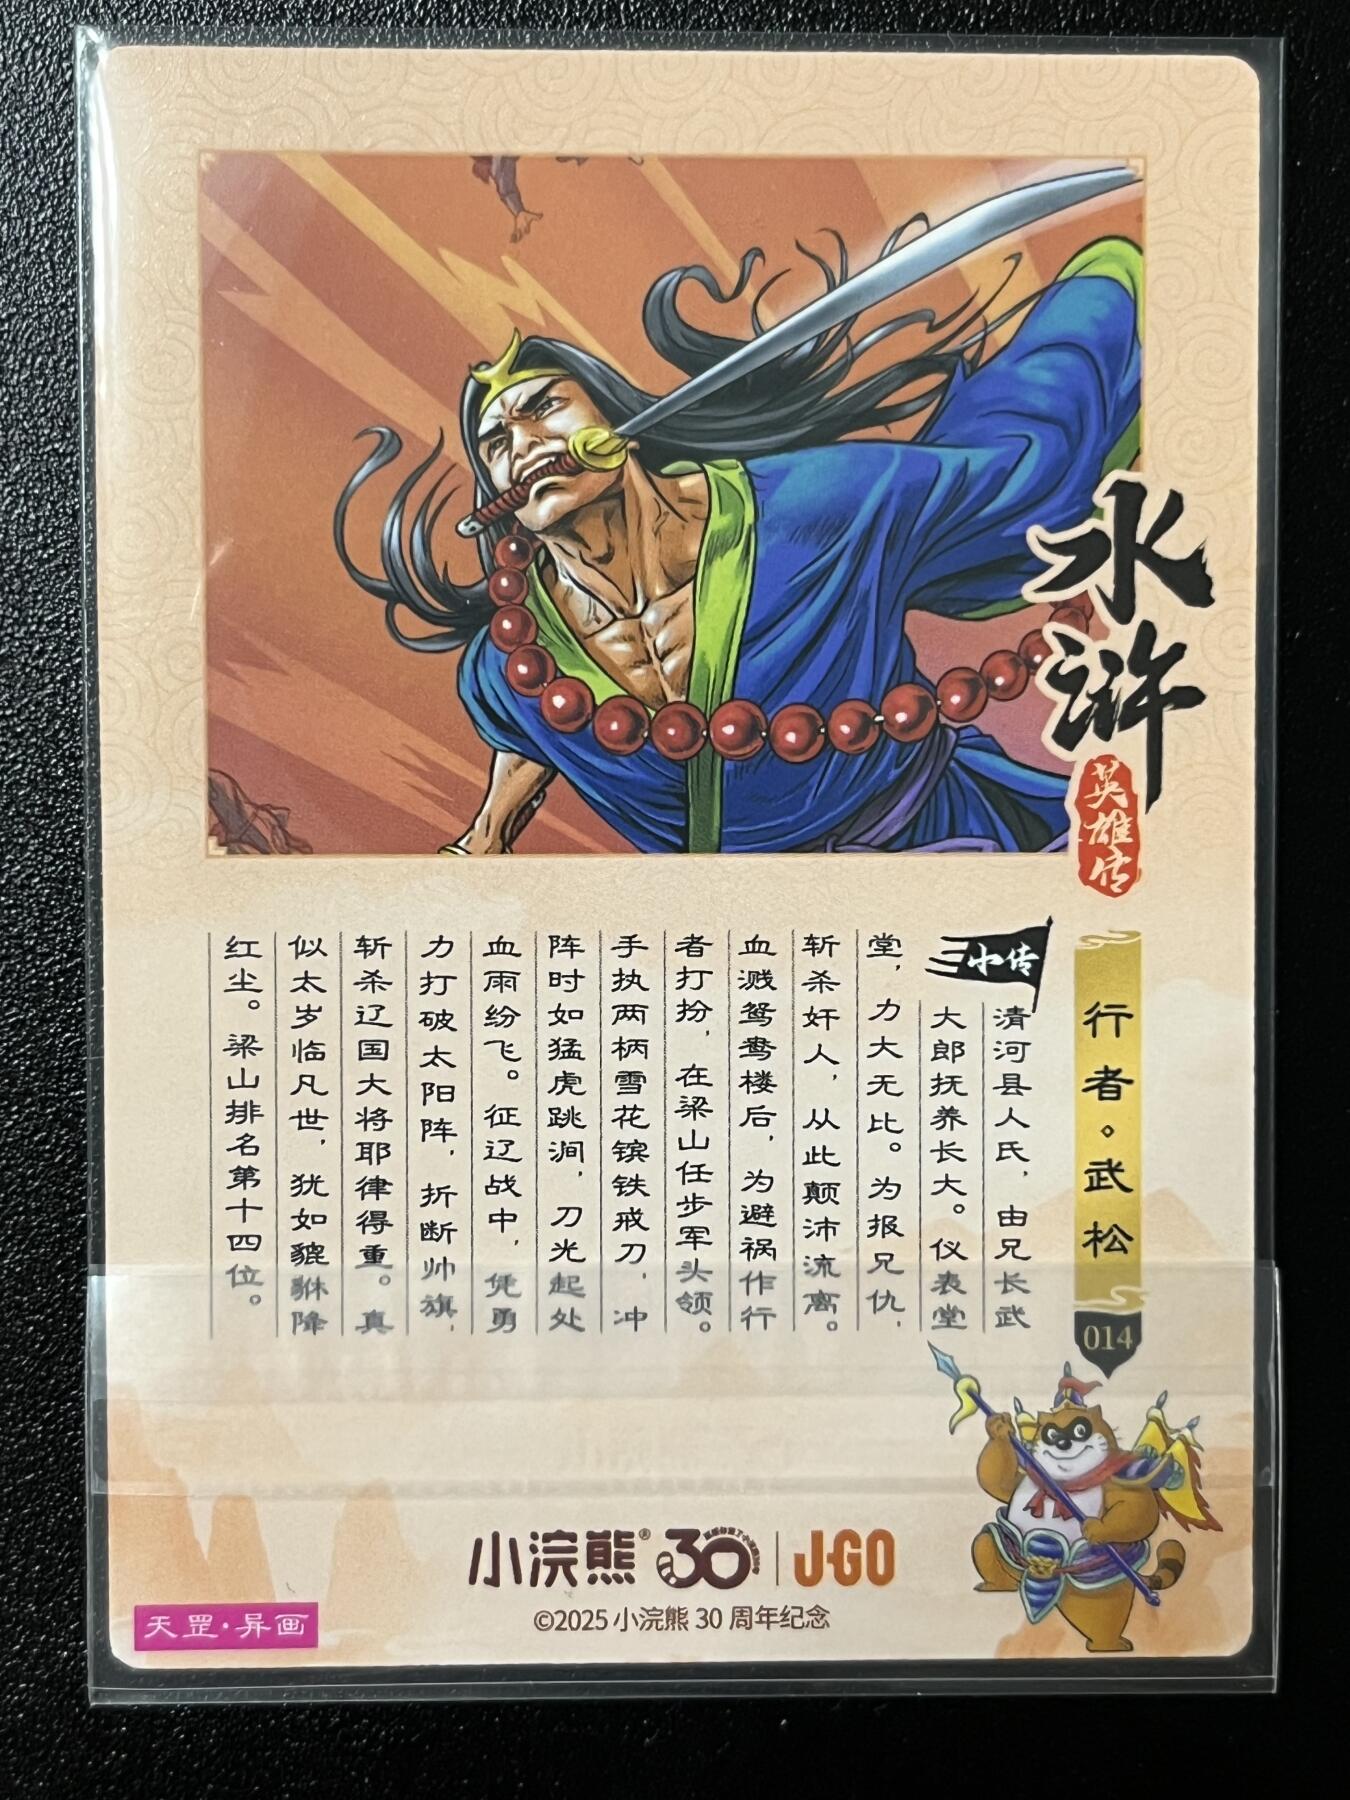 水浒
英雄传
行者。武松
014
小传
清河县人氏，由兄长武
大郎抚养长大。仪表堂
堂，力大无比。为报兄仇，
斩杀奸人，从此颠沛流离。
血溅鸳鸯楼后，为避祸作行
者打扮，在梁山任步军头领。
手执两柄雪花镔铁戒刀，冲
阵时如猛虎跳涧，刀光起处
血雨纷飞。征辽战中，凭勇
力打破太阳阵，折断帅旗，
斩杀辽国大将耶律得重。真
似太岁临凡世，犹如貔貅降
红尘。梁山排名第十四位。
小浣熊® 30 | J-GO
©2025 小浣熊 30 周年纪念
天罡·异画